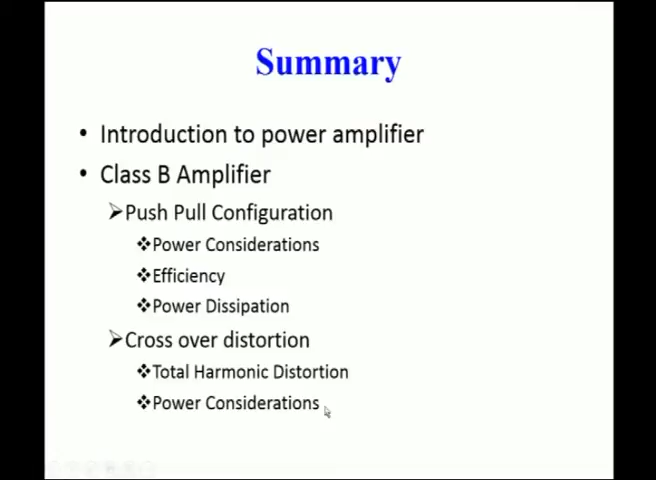 Summary
• Introduction to power amplifier
• Class B Amplifier
➢Push Pull Configuration
❖Power Considerations
❖Efficiency
❖Power Dissipation
➢Cross over distortion
❖Total Harmonic Distortion
❖Power Considerations